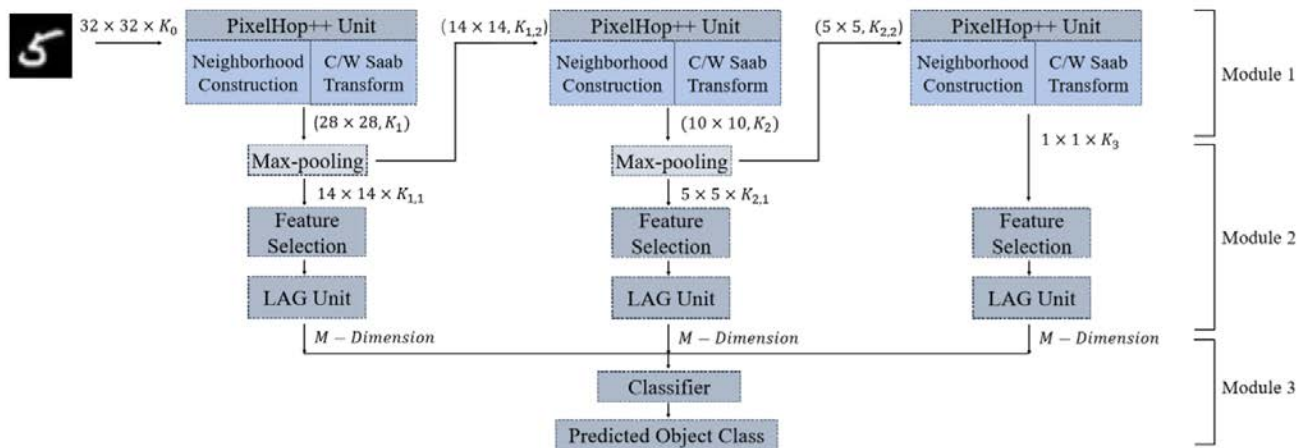 32 × 32 × K₀
PixelHop++ Unit
Neighborhood
Construction
C/W Saab
Transform
(14 × 14, K₁,₂)
PixelHop++ Unit
Neighborhood
Construction
C/W Saab
Transform
(5 × 5, K₂,₂)
PixelHop++ Unit
Neighborhood
Construction
C/W Saab
Transform
Module 1
5
(28 × 28, K₁)
(10 × 10, K₂)
1 × 1 × K₃
Max-pooling
Max-pooling
14 × 14 × K₁,₁
5 × 5 × K₂,₁
Feature
Selection
Feature
Selection
Feature
Selection
Module 2
LAG Unit
LAG Unit
LAG Unit
M − Dimension
M − Dimension
M − Dimension
Classifier
Module 3
Predicted Object Class